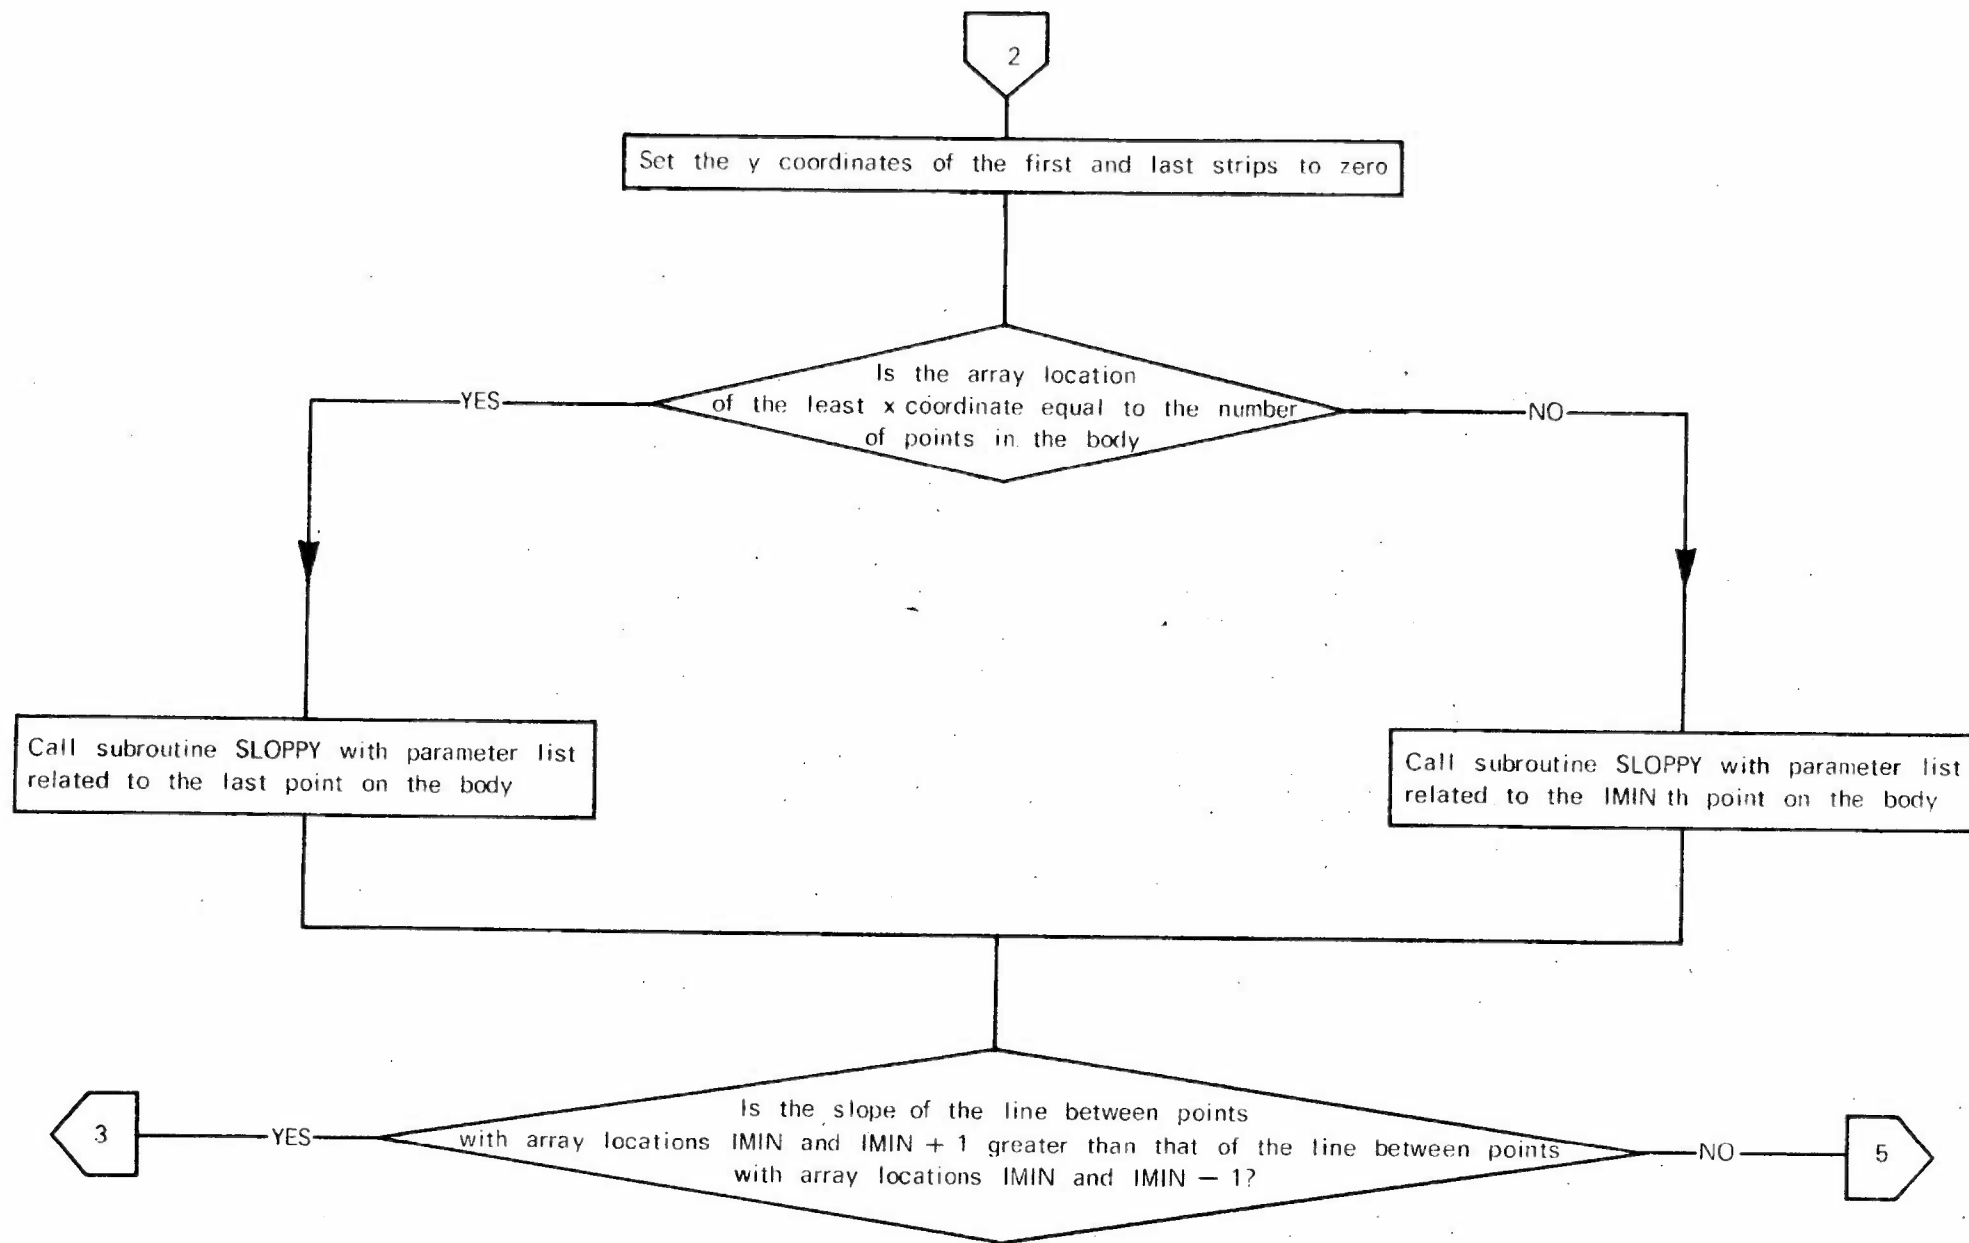 2
Set the y coordinates of the first and last strips to zero
Is the array location
of the least x coordinate equal to the number
of points in the body
YES
NO
Call subroutine SLOPPY with parameter list
related to the last point on the body
Call subroutine SLOPPY with parameter list
related to the IMIN th point on the body
Is the slope of the line between points
with array locations IMIN and IMIN + 1 greater than that of the line between points
with array locations IMIN and IMIN — 1?
3
YES
NO
5